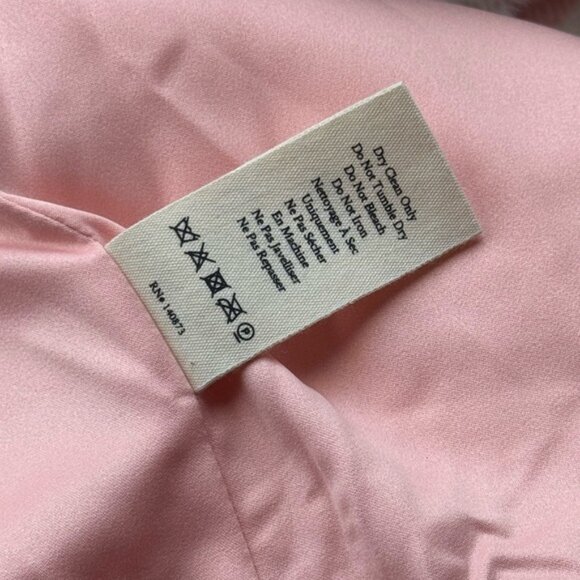 Dry Clean Only
Do Not Tumble Dry
Do Not Bleach
Do Not Iron
Nettoyage À Sec
Uniquement
Ne Pas Sécher
En Machine
Ne Pas Javelliser
Ne Pas Repasser
P
RN# 140873